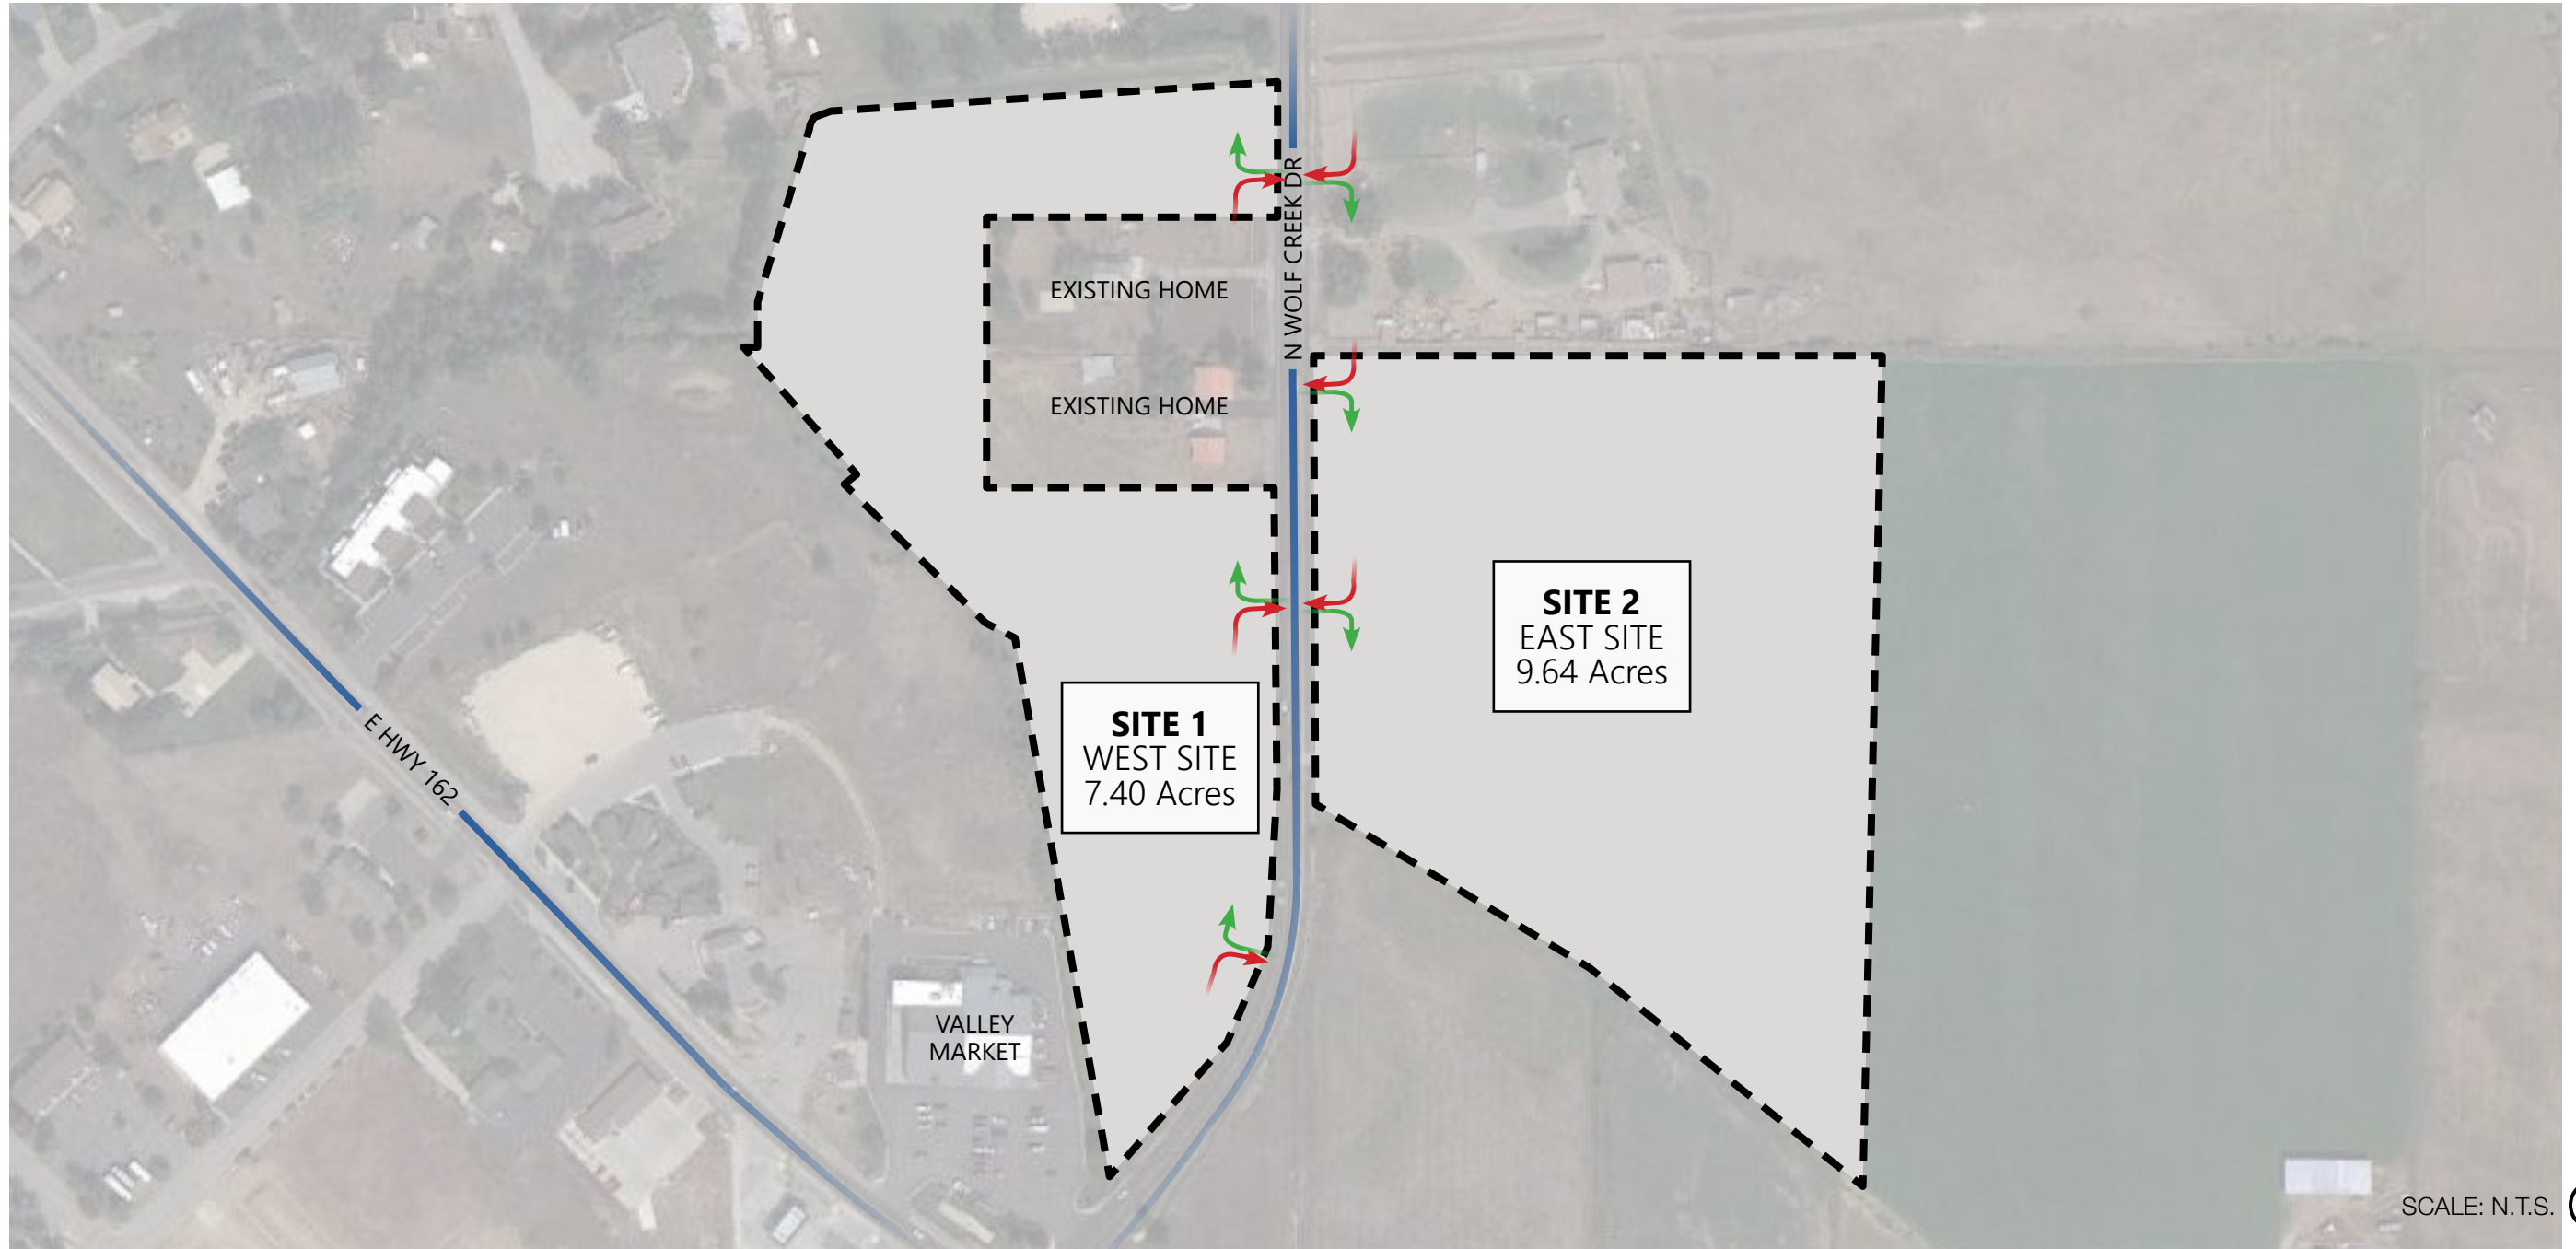 N WOLF CREEK DR
EXISTING HOME
EXISTING HOME
SITE 2
EAST SITE
9.64 Acres
SITE 1
WEST SITE
7.40 Acres
E HWY 162
VALLEY
MARKET
SCALE: N.T.S.